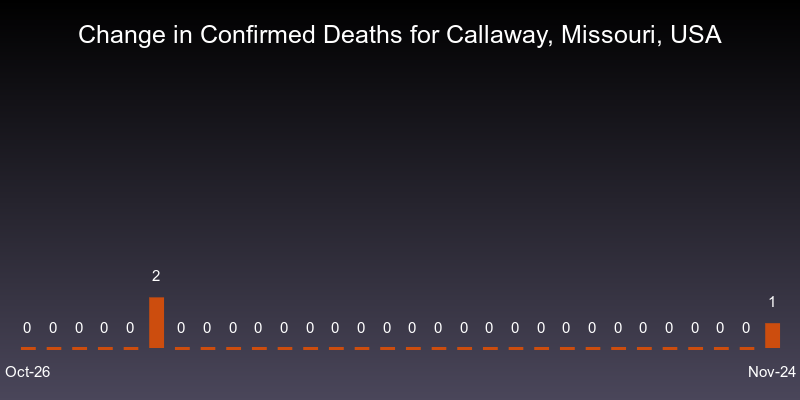 Change in Confirmed Deaths for Callaway, Missouri, USA
2
1
0 0 0 0 0 0 0 0 0 0 0 0 0 0 0 0 0 0 0 0 0 0 0 0 0 0 0 0
Oct-26 Nov-24